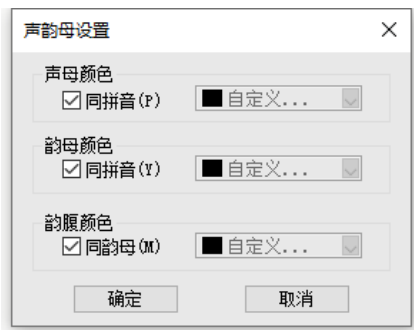 声韵母设置
声母颜色
同拼音(P)
自定义...
韵母颜色
同拼音(Y)
自定义...
韵腹颜色
同韵母(M)
自定义...
确定
取消